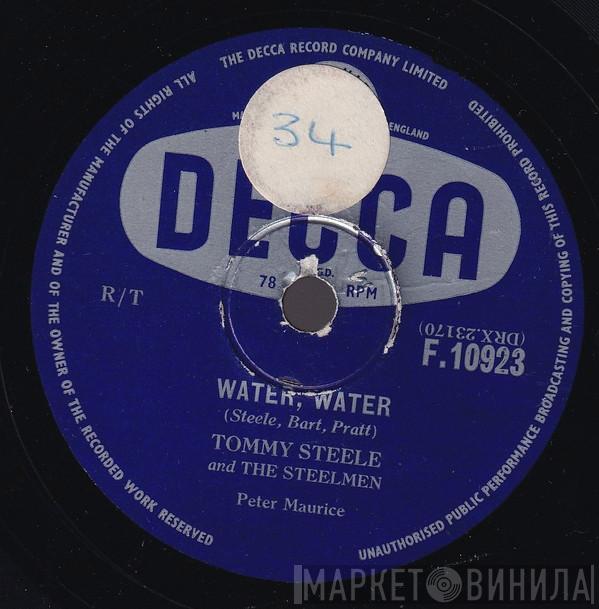 THE DECCA RECORD COMPANY LIMITED
ALL RIGHTS OF THE MANUFACTURER AND OF THE OWNER OF THE RECORDED WORK RESERVED
UNAUTHORISED PUBLIC PERFORMANCE BROADCASTING AND COPYING OF THIS RECORD PROHIBITED
34
ENGLAND
DECCA
78 RPM
R/T
(DRX.23170)
F.10923
WATER, WATER
(Steele, Bart, Pratt)
TOMMY STEELE
and THE STEELMEN
Peter Maurice
МАРКЕТ ВИНИЛА